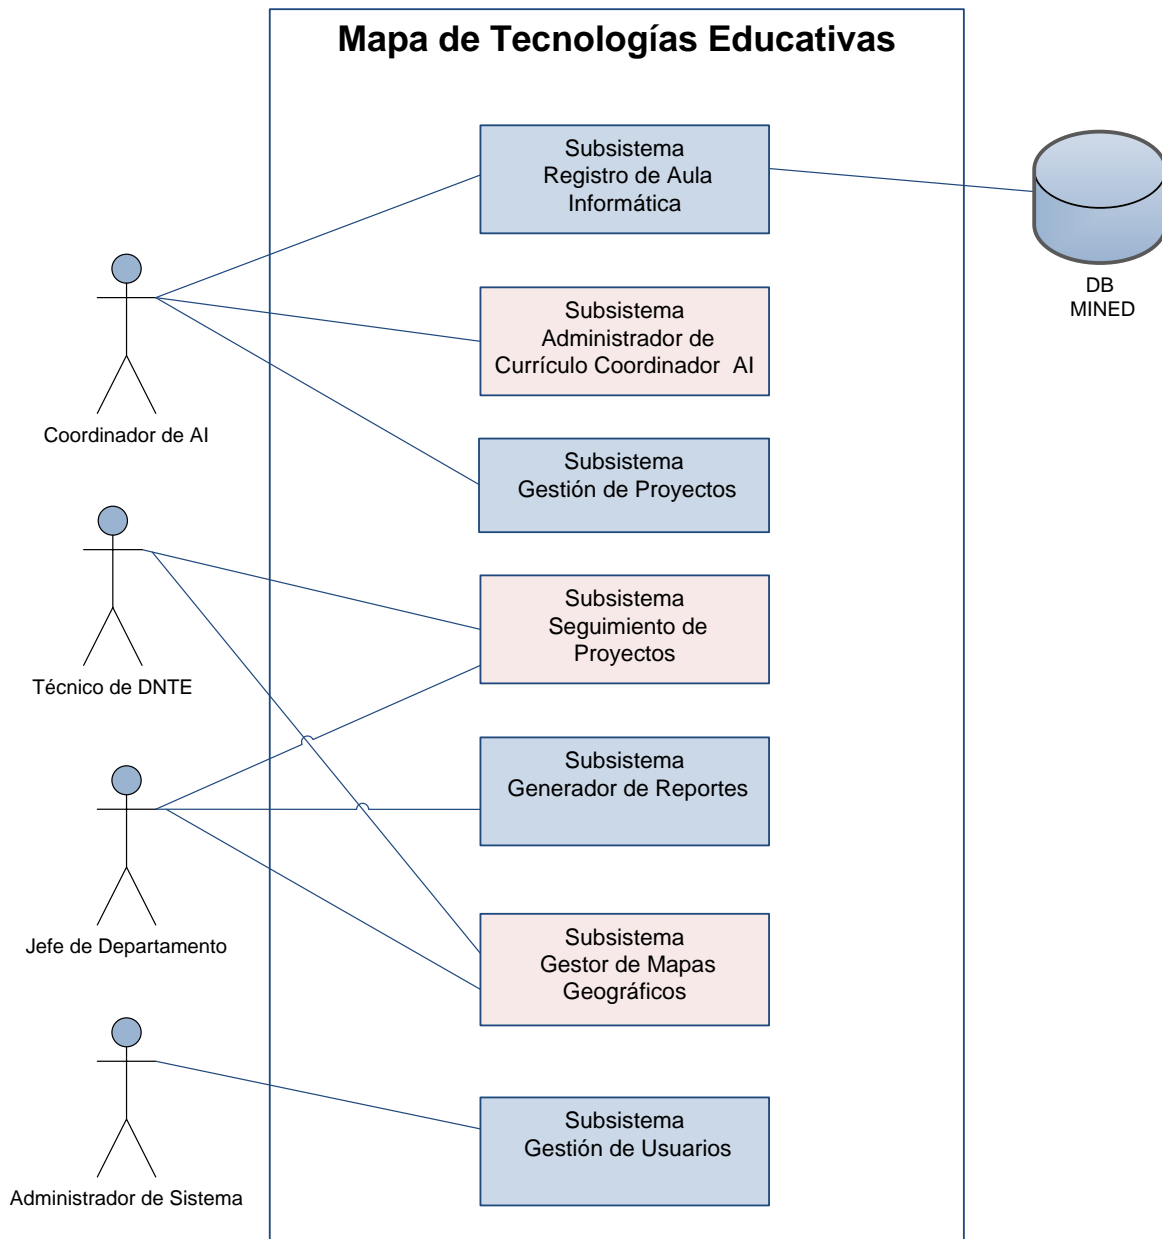 Mapa de Tecnologías Educativas
Subsistema
Registro de Aula
Informática
DB
MINED
Subsistema
Administrador de
Currículo Coordinador AI
Coordinador de AI
Subsistema
Gestión de Proyectos
Subsistema
Seguimiento de
Proyectos
Técnico de DNTE
Subsistema
Generador de Reportes
Jefe de Departamento
Subsistema
Gestor de Mapas
Geográficos
Subsistema
Gestión de Usuarios
Administrador de Sistema